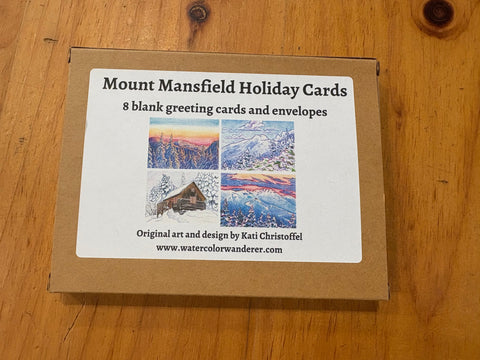 Mount Mansfield Holiday Cards
8 blank greeting cards and envelopes
Original art and design by Kati Christoffel
www.watercolorwanderer.com